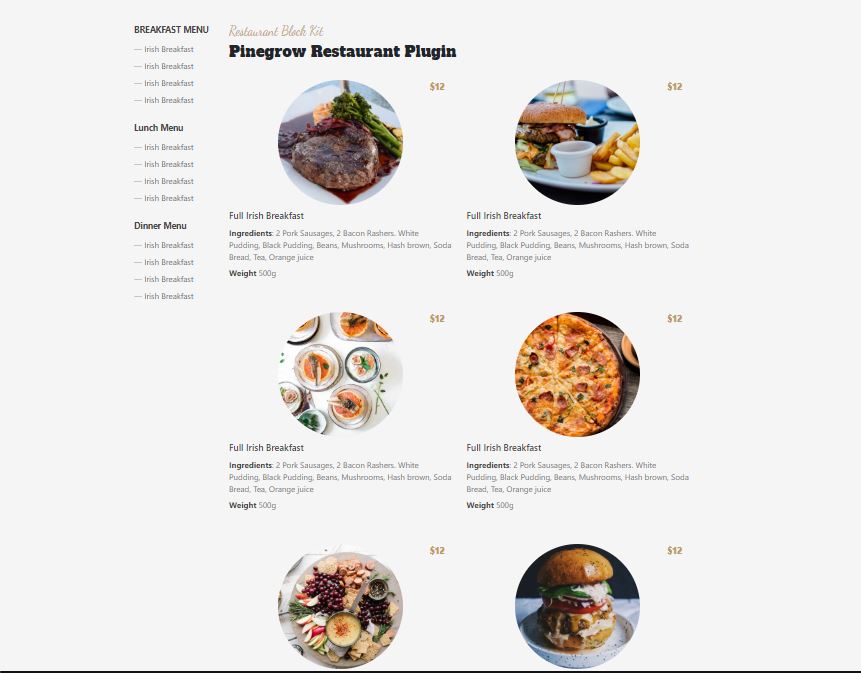 BREAKFAST MENU
— Irish Breakfast
— Irish Breakfast
— Irish Breakfast
— Irish Breakfast
Lunch Menu
— Irish Breakfast
— Irish Breakfast
— Irish Breakfast
— Irish Breakfast
Dinner Menu
— Irish Breakfast
— Irish Breakfast
— Irish Breakfast
— Irish Breakfast
Restaurant Block Kit
Pinegrow Restaurant Plugin
$12
Full Irish Breakfast
Ingredients: 2 Pork Sausages, 2 Bacon Rashers. White
Pudding, Black Pudding, Beans, Mushrooms, Hash brown, Soda
Bread, Tea, Orange juice
Weight 500g
$12
Full Irish Breakfast
Ingredients: 2 Pork Sausages, 2 Bacon Rashers. White
Pudding, Black Pudding, Beans, Mushrooms, Hash brown, Soda
Bread, Tea, Orange juice
Weight 500g
$12
Full Irish Breakfast
Ingredients: 2 Pork Sausages, 2 Bacon Rashers. White
Pudding, Black Pudding, Beans, Mushrooms, Hash brown, Soda
Bread, Tea, Orange juice
Weight 500g
$12
Full Irish Breakfast
Ingredients: 2 Pork Sausages, 2 Bacon Rashers. White
Pudding, Black Pudding, Beans, Mushrooms, Hash brown, Soda
Bread, Tea, Orange juice
Weight 500g
$12
$12